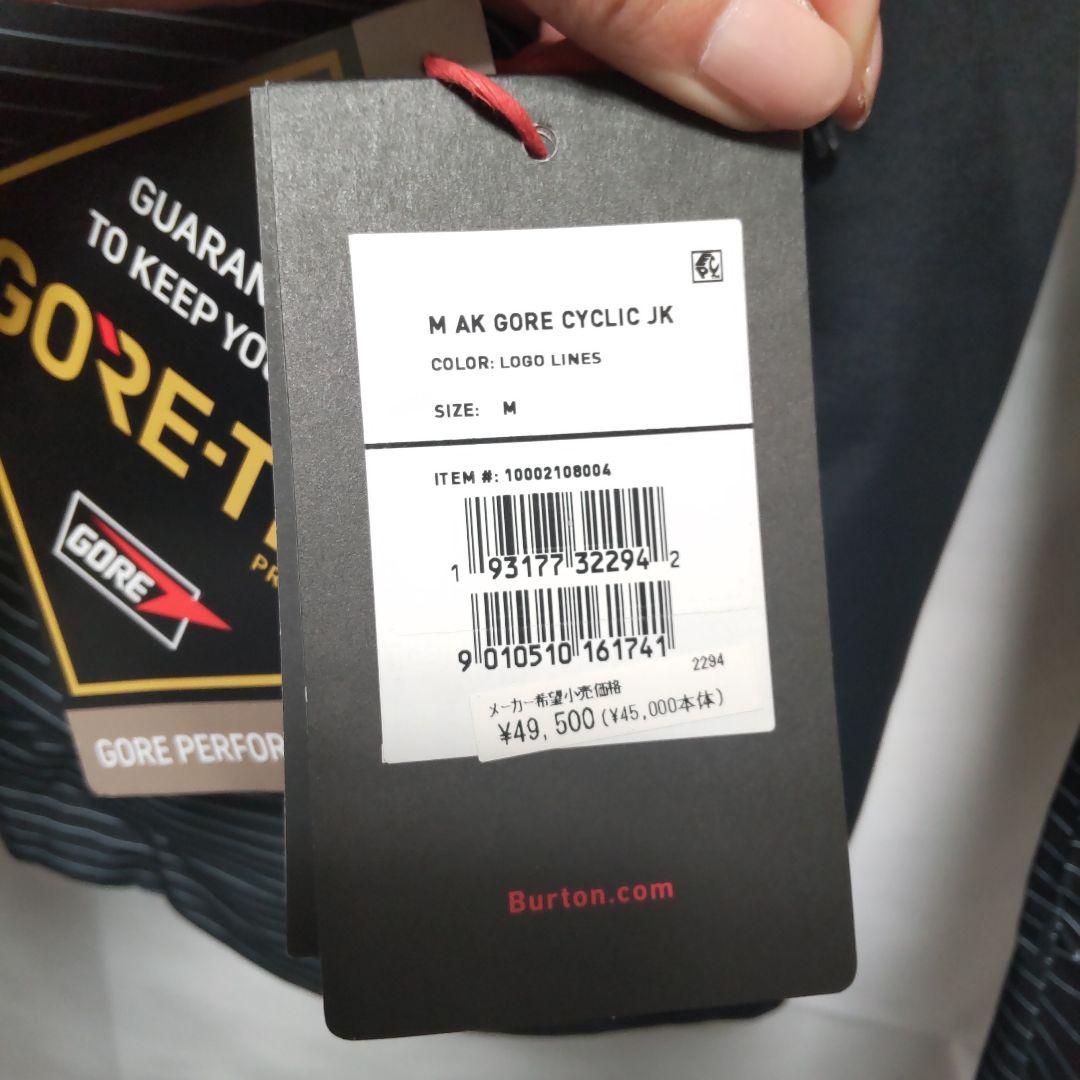 GUARAN
TO KEEP YO
GORE-T
PR
GORE
GORE PERFOR
M AK GORE CYCLIC JK
COLOR: LOGO LINES
SIZE: M
ITEM #: 10002108004
1 93177 32294 2
9 010510 161741
2294
メーカー希望小売価格
¥49,500(¥45,000本体)
Burton.com